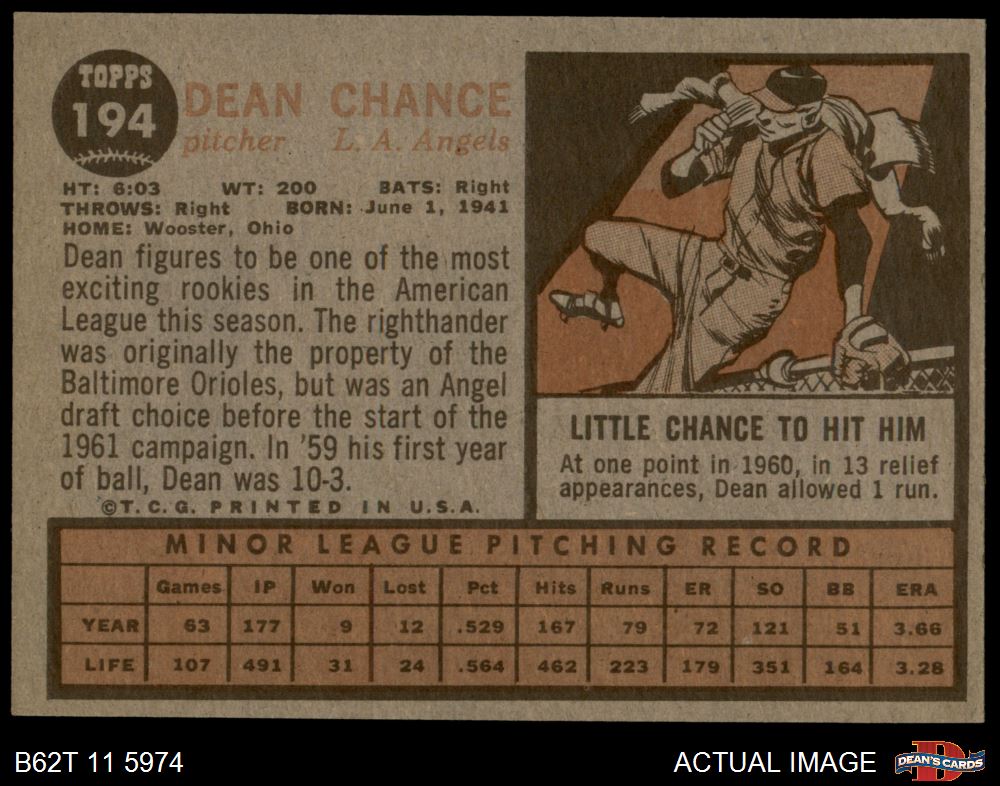 TOPPS
194
DEAN CHANCE
pitcher L. A. Angels
HT: 6:03 WT: 200 BATS: Right
THROWS: Right BORN: June 1, 1941
HOME: Wooster, Ohio
Dean figures to be one of the most
exciting rookies in the American
League this season. The righthander
was originally the property of the
Baltimore Orioles, but was an Angel
draft choice before the start of the
1961 campaign. In '59 his first year
of ball, Dean was 10-3.
©T. C. G. PRINTED IN U.S.A.
LITTLE CHANCE TO HIT HIM
At one point in 1960, in 13 relief
appearances, Dean allowed 1 run.
MINOR LEAGUE PITCHING RECORD
Games IP Won Lost Pct Hits Runs ER SO BB ERA
YEAR 63 177 9 12 .529 167 79 72 121 51 3.66
LIFE 107 491 31 24 .564 462 223 179 351 164 3.28
B62T 11 5974
ACTUAL IMAGE
D
DEAN'S CARDS